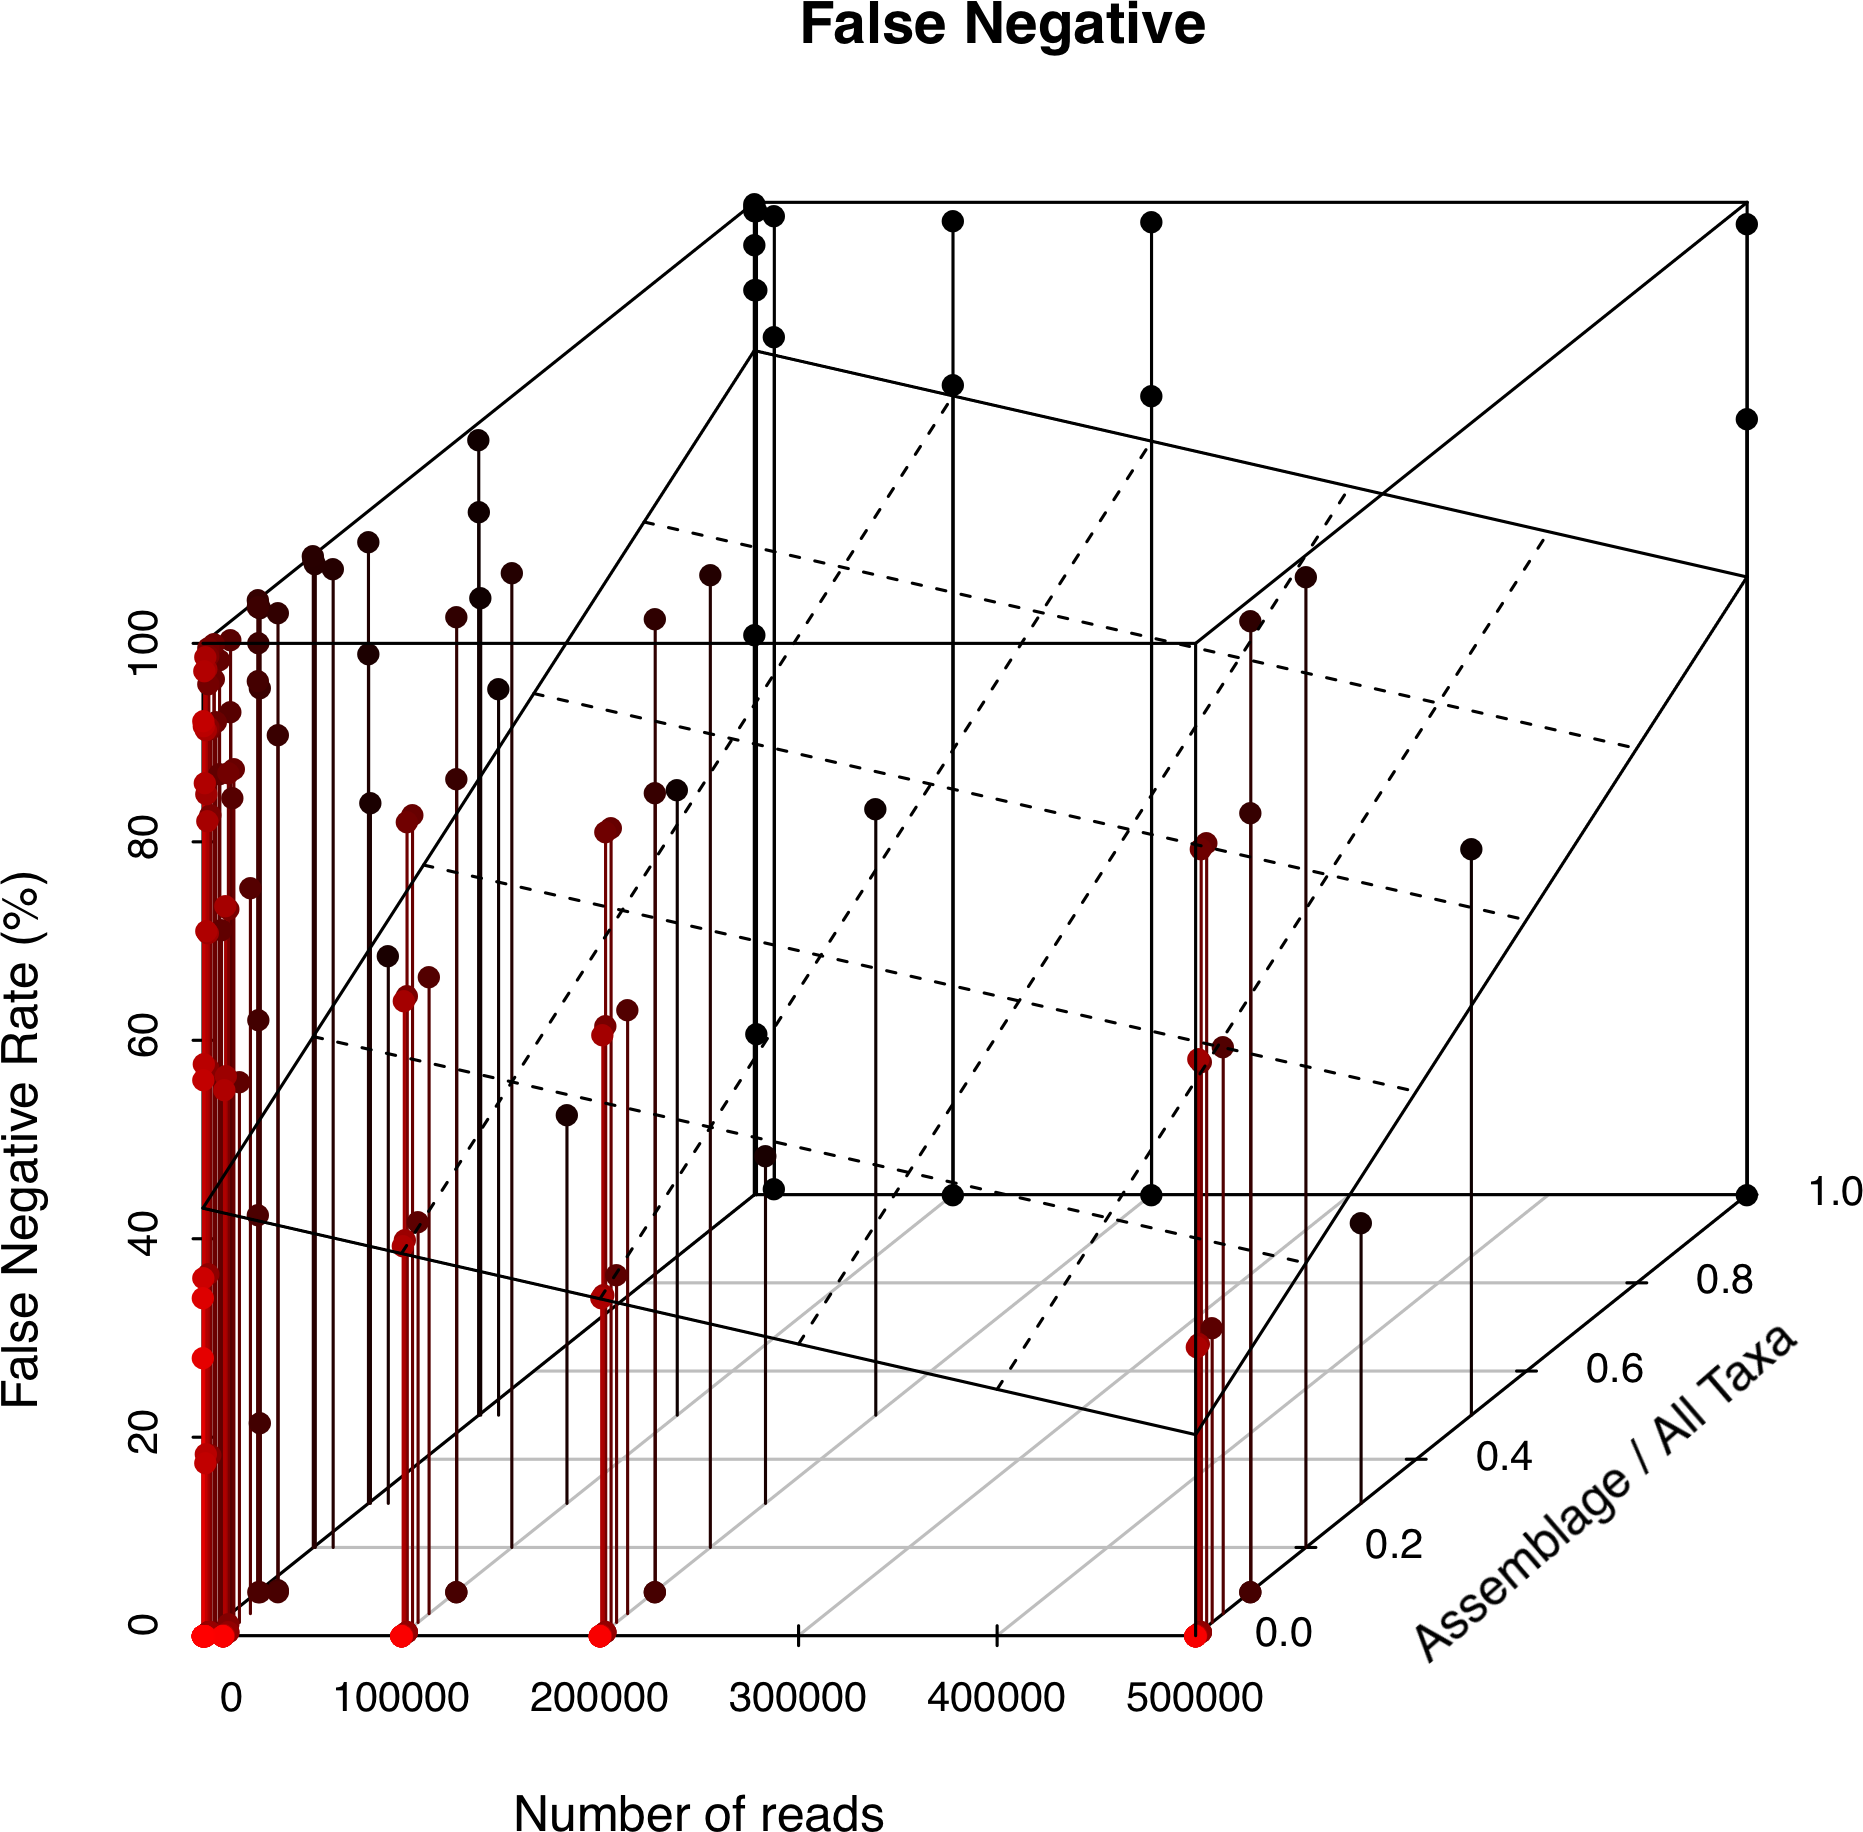 False Negative
False Negative Rate (%)
100
80
60
40
20
0
0 100000 200000 300000 400000 500000
Number of reads
0.0
0.2
0.4
0.6
0.8
1.0
Assemblage / All Taxa